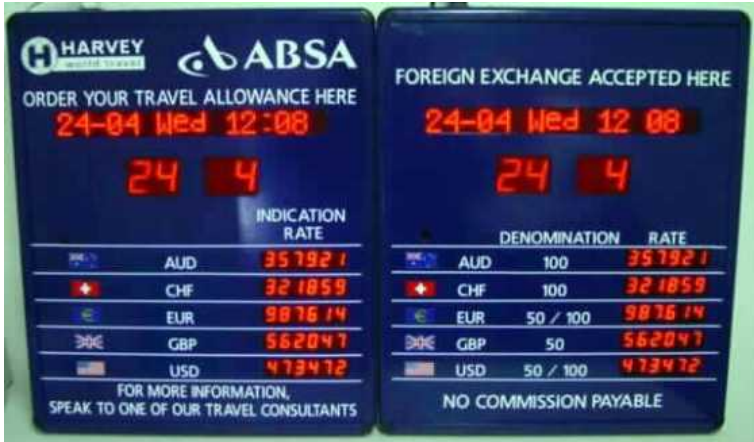 HARVEY
world travel
ABSA
ORDER YOUR TRAVEL ALLOWANCE HERE
24-04 Wed 12:08
24 4
INDICATION
RATE
AUD 357921
CHF 321859
EUR 987614
GBP 562047
USD 473472
FOR MORE INFORMATION,
SPEAK TO ONE OF OUR TRAVEL CONSULTANTS
FOREIGN EXCHANGE ACCEPTED HERE
24-04 Wed 12 08
24 4
DENOMINATION RATE
AUD 100 357921
CHF 100 321859
EUR 50 / 100 987614
GBP 50 562047
USD 50 / 100 473472
NO COMMISSION PAYABLE